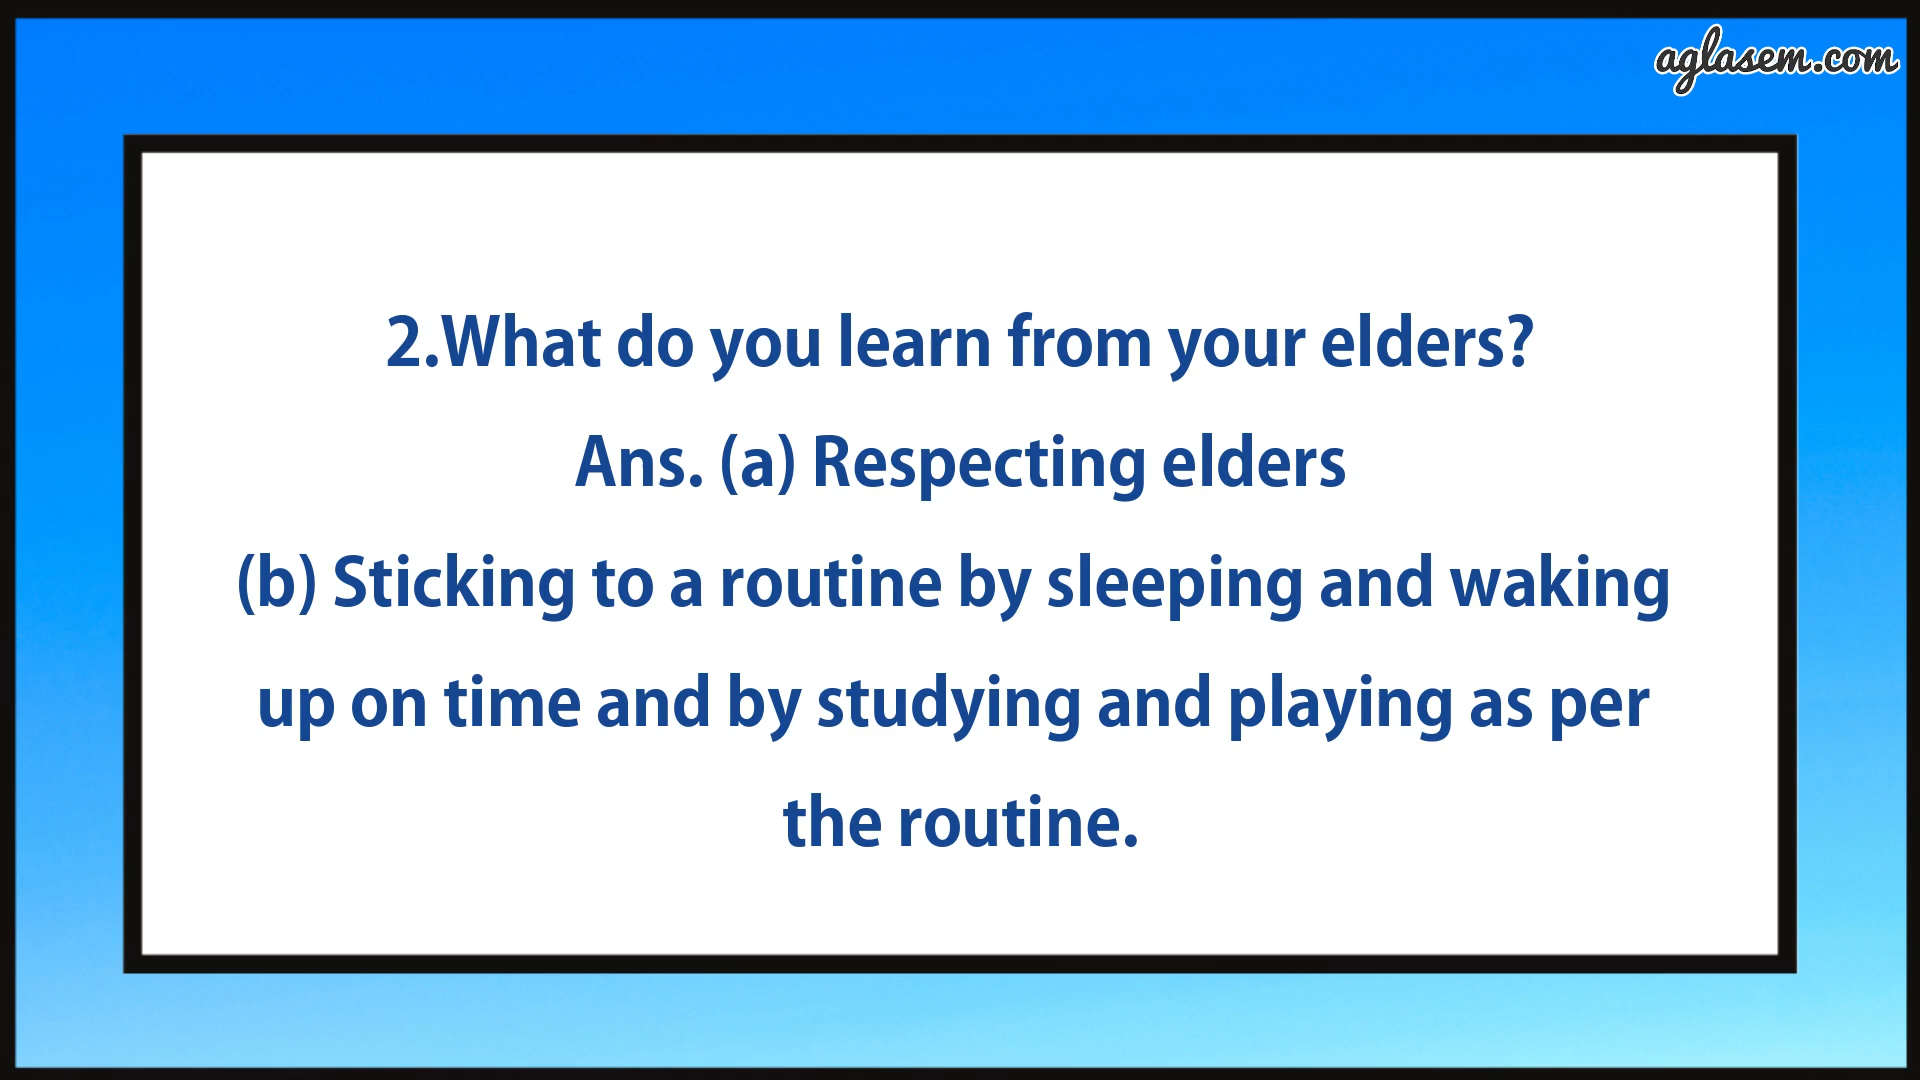 aglasem.com
2.What do you learn from your elders?
Ans. (a) Respecting elders
(b) Sticking to a routine by sleeping and waking
up on time and by studying and playing as per
the routine.